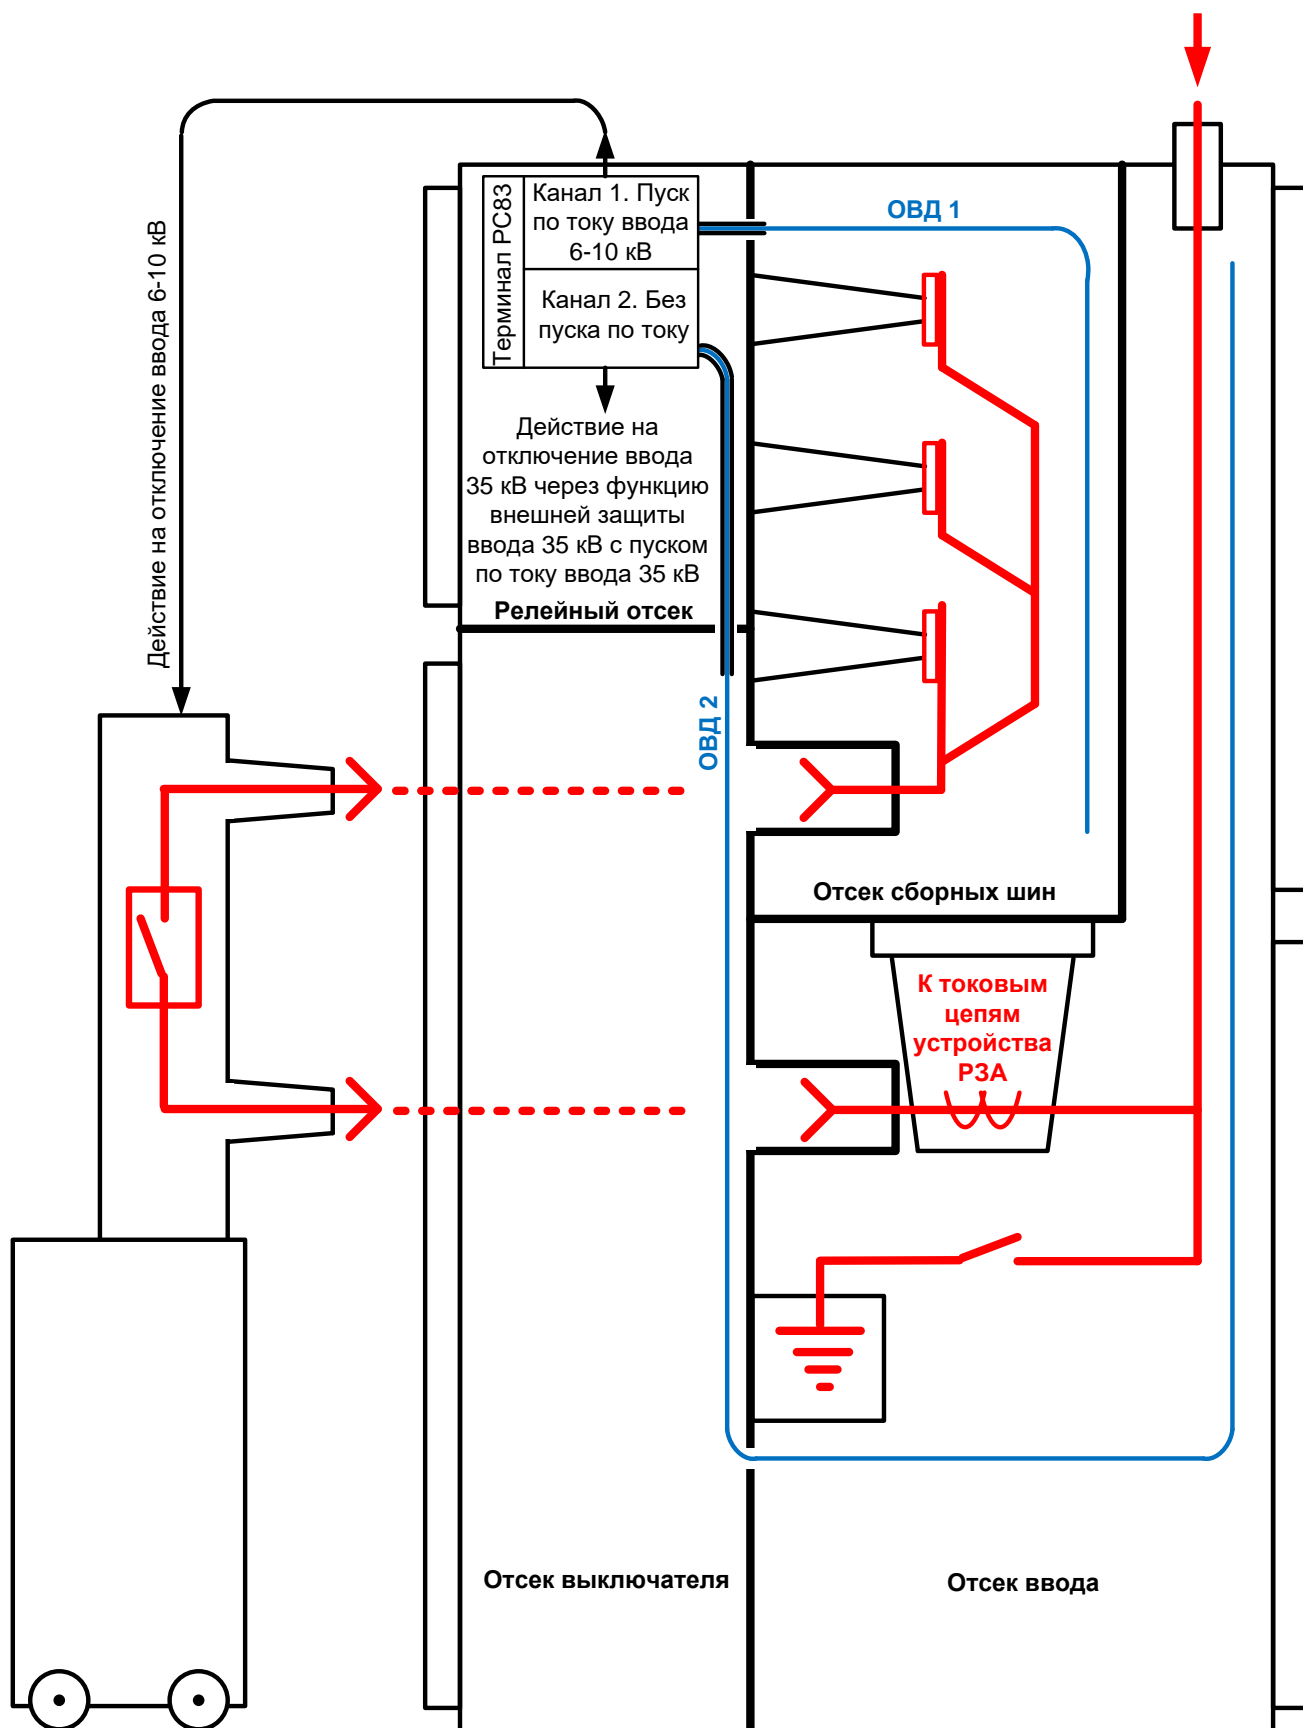 Действие на отключение ввода 6-10 кВ
Терминал РС83
Канал 1. Пуск
по току ввода
6-10 кВ
Канал 2. Без
пуска по току
Действие на
отключение ввода
35 кВ через функцию
внешней защиты
ввода 35 кВ с пуском
по току ввода 35 кВ
Релейный отсек
ОВД 1
ОВД 2
Отсек сборных шин
К токовым
цепям
устройства
РЗА
Отсек выключателя
Отсек ввода